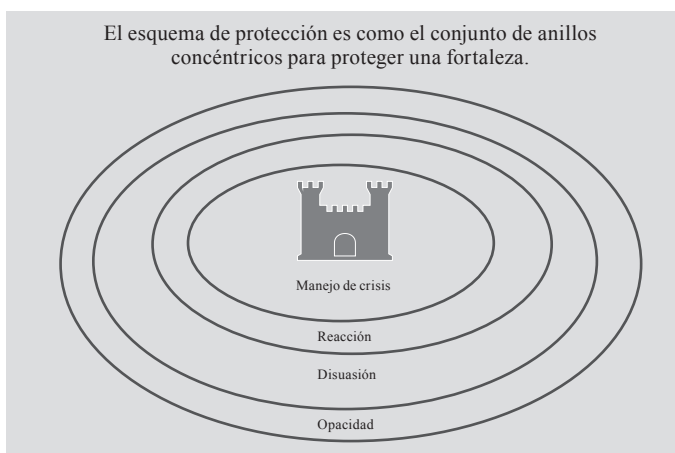 El esquema de protección es como el conjunto de anillos
concéntricos para proteger una fortaleza.
Manejo de crisis
Reacción
Disuasión
Opacidad